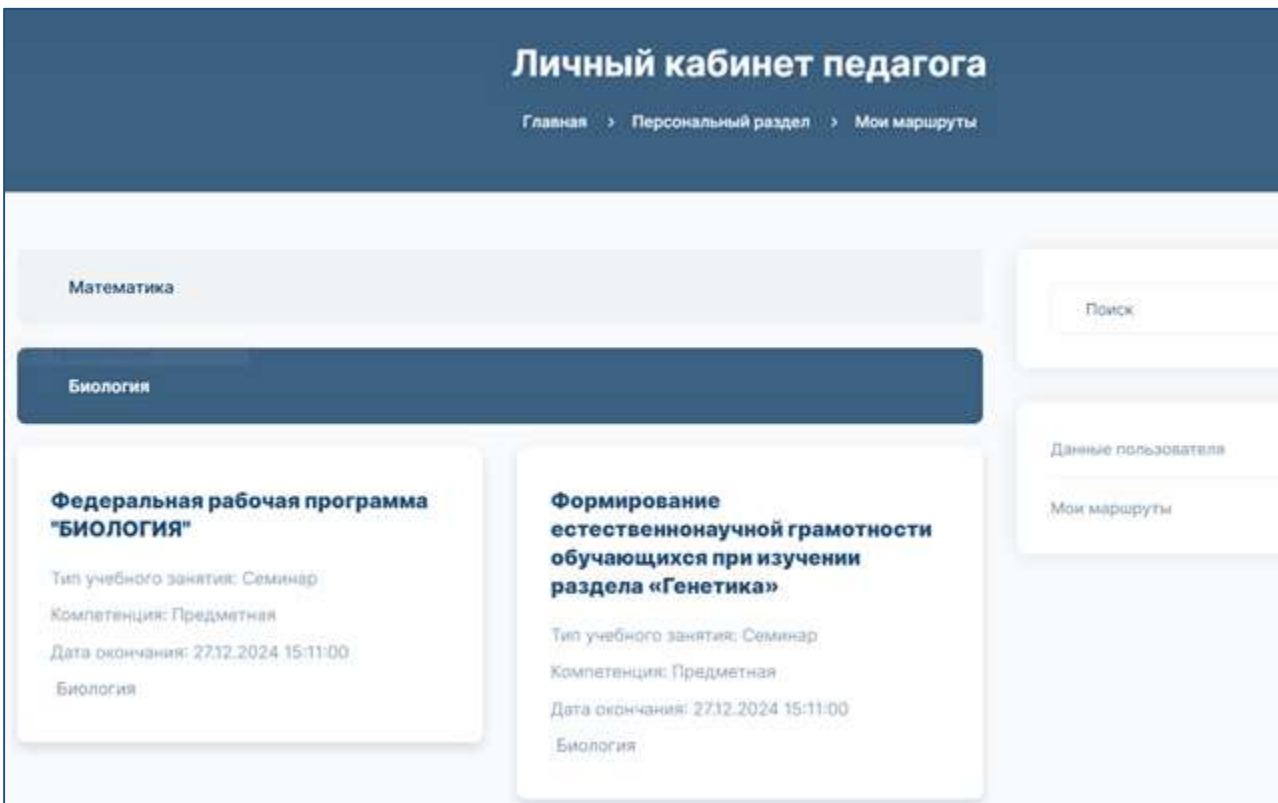 Личный кабинет педагога
Главная > Персональный раздел > Мои маршруты
Математика
Биология
Федеральная рабочая программа
"БИОЛОГИЯ"
Тип учебного занятия: Семинар
Компетенция: Предметная
Дата окончания: 27.12.2024 15:11:00
Биология
Формирование
естественнонаучной грамотности
обучающихся при изучении
раздела «Генетика»
Тип учебного занятия: Семинар
Компетенция: Предметная
Дата окончания: 27.12.2024 15:11:00
Биология
Поиск
Данные пользователя
Мои маршруты